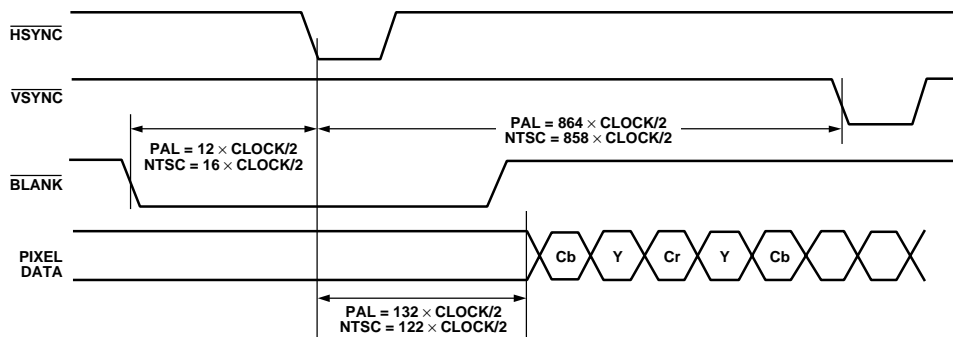 HSYNC
VSYNC
PAL = 864 × CLOCK/2
NTSC = 858 × CLOCK/2
PAL = 12 × CLOCK/2
NTSC = 16 × CLOCK/2
BLANK
PIXEL
DATA
Cb Y Cr Y Cb
PAL = 132 × CLOCK/2
NTSC = 122 × CLOCK/2